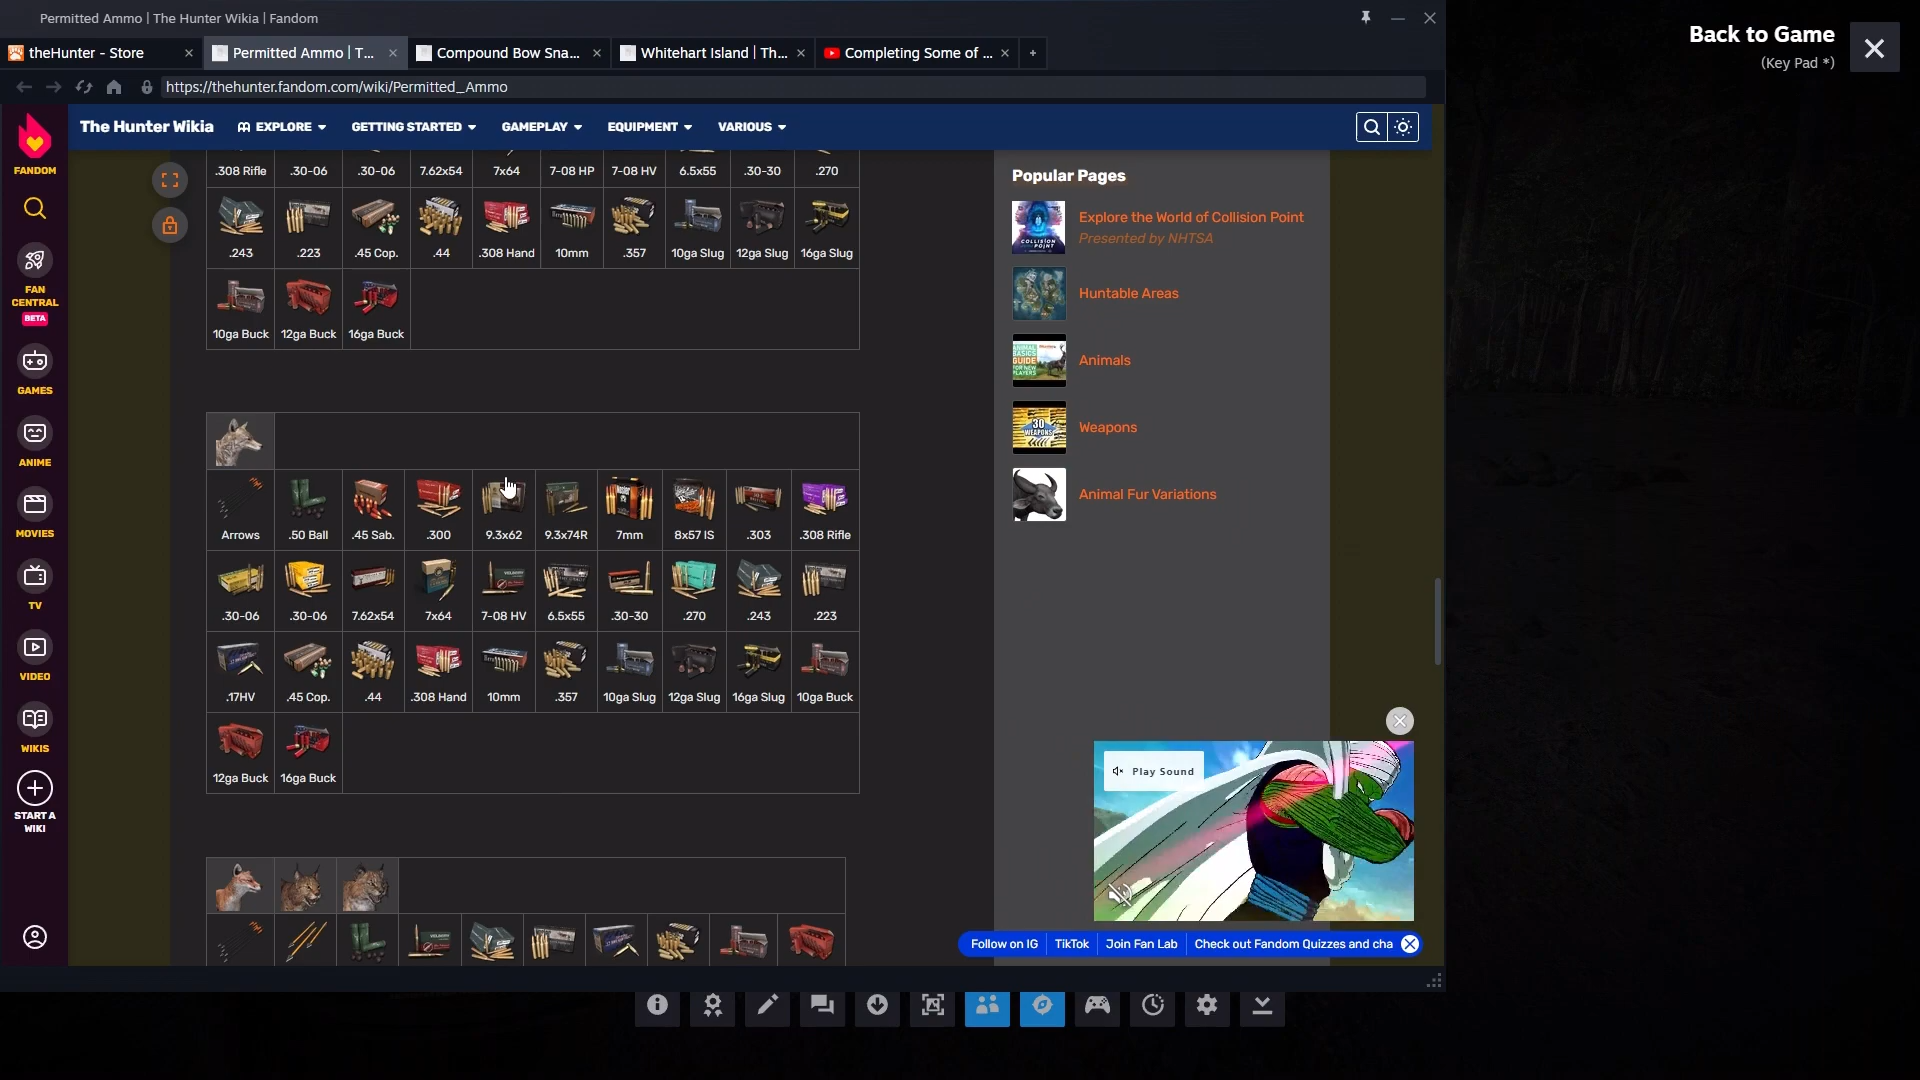 Permitted Ammo | The Hunter Wikia | Fandom
Back to Game
(Key Pad *)
theHunter - Store
Permitted Ammo | T...
Compound Bow Sna...
Whitehart Island | Th...
Completing Some of ...
https://thehunter.fandom.com/wiki/Permitted_Ammo
The Hunter Wikia
EXPLORE
GETTING STARTED
GAMEPLAY
EQUIPMENT
VARIOUS
FANDOM
FAN CENTRAL
BETA
GAMES
ANIME
MOVIES
TV
VIDEO
WIKIS
START A WIKI
.308 Rifle .30-06 .30-06 7.62x54 7x64 7-08 HP 7-08 HV 6.5x55 .30-30 .270
.243 .223 .45 Cop. .44 .308 Hand 10mm .357 10ga Slug 12ga Slug 16ga Slug
10ga Buck 12ga Buck 16ga Buck
Arrows .50 Ball .45 Sab. .300 9.3x62 9.3x74R 7mm 8x57 IS .303 .308 Rifle
.30-06 .30-06 7.62x54 7x64 7-08 HV 6.5x55 .30-30 .270 .243 .223
.17HV .45 Cop. .44 .308 Hand 10mm .357 10ga Slug 12ga Slug 16ga Slug 10ga Buck
12ga Buck 16ga Buck
Popular Pages
Explore the World of Collision Point
Presented by NHTSA
Huntable Areas
Animals
Weapons
Animal Fur Variations
Play Sound
Follow on IG
TikTok
Join Fan Lab
Check out Fandom Quizzes and cha